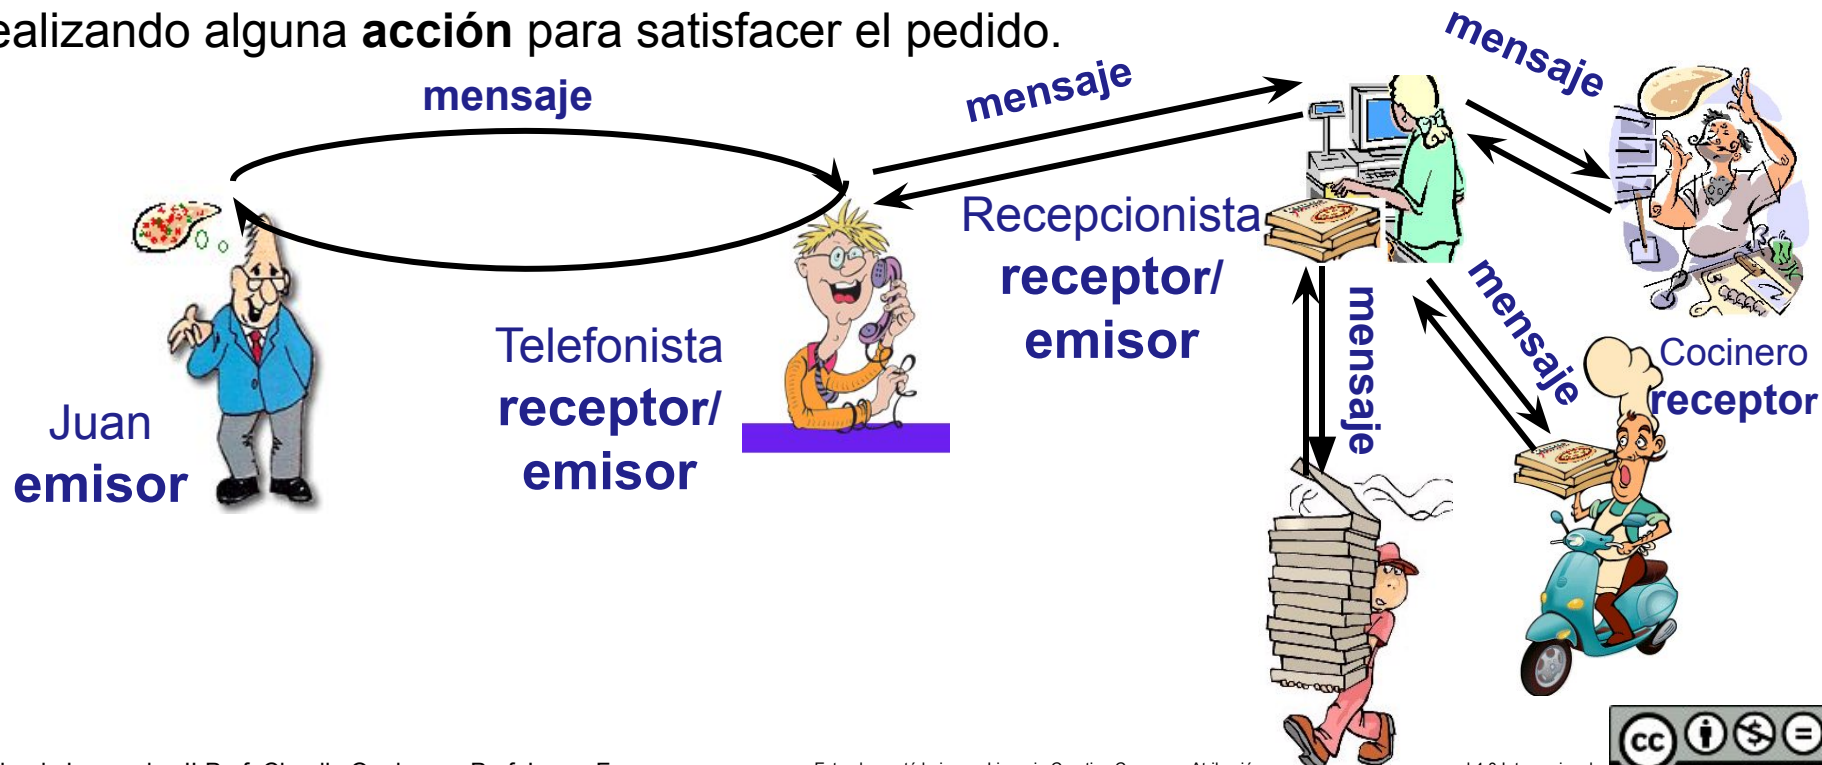 ealizando alguna acción para satisfacer el pedido.
mensaje
mensaje
mensaje
Recepcionista
receptor/
emisor
mensaje
mensaje
Telefonista
receptor/
emisor
Cocinero
receptor
Juan
emisor
cc